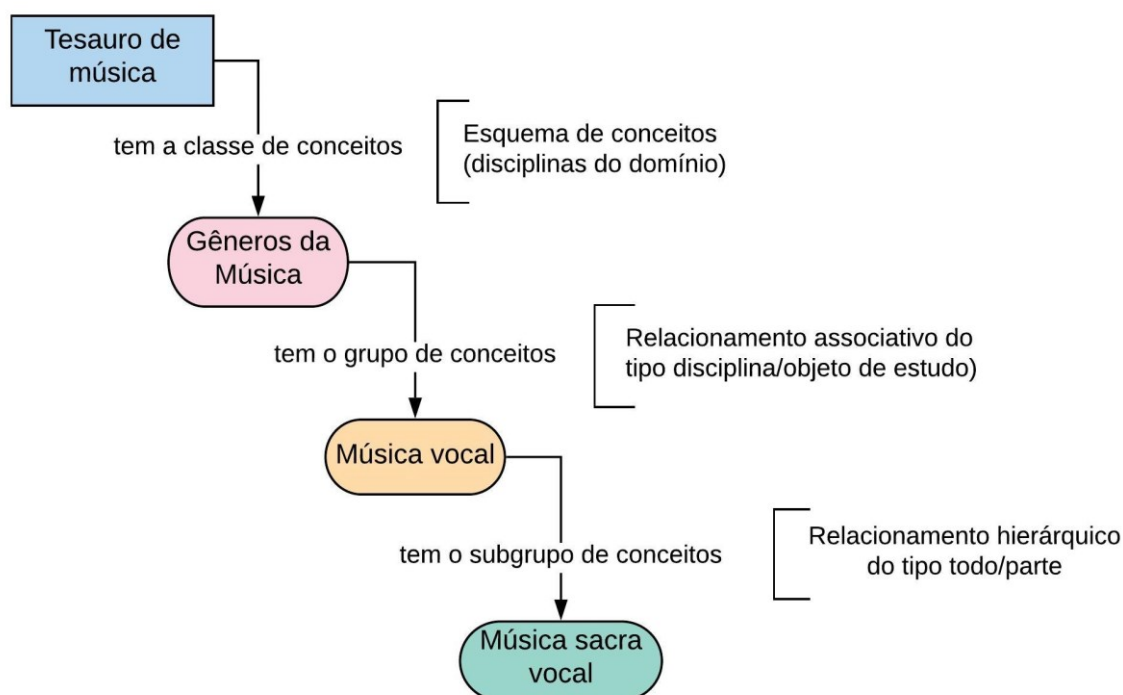 Tesauro de
música
tem a classe de conceitos
Esquema de conceitos
(disciplinas do domínio)
Gêneros da
Música
tem o grupo de conceitos
Relacionamento associativo do
tipo disciplina/objeto de estudo)
Música vocal
tem o subgrupo de conceitos
Relacionamento hierárquico
do tipo todo/parte
Música sacra
vocal